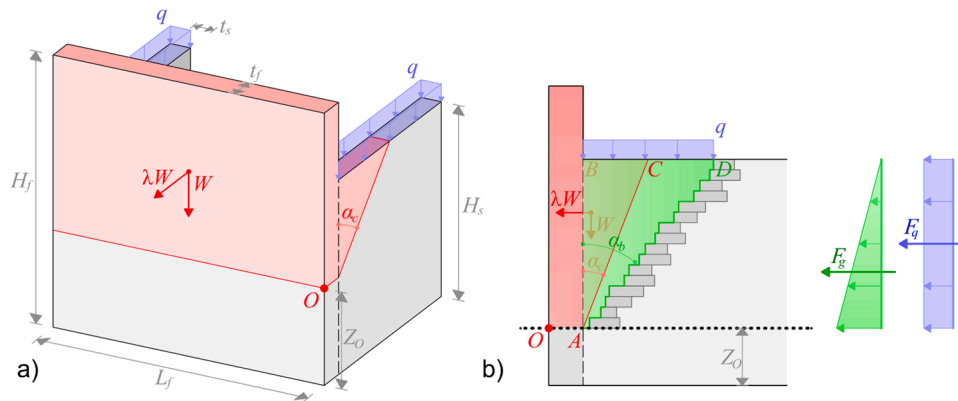 q
t_s
t_f
q
H_f
λW
W
α_c
H_s
O
Z_O
L_f
a)
q
B
C
D
λW
W
α_b
α_c
O
A
Z_O
b)
F_g
F_q